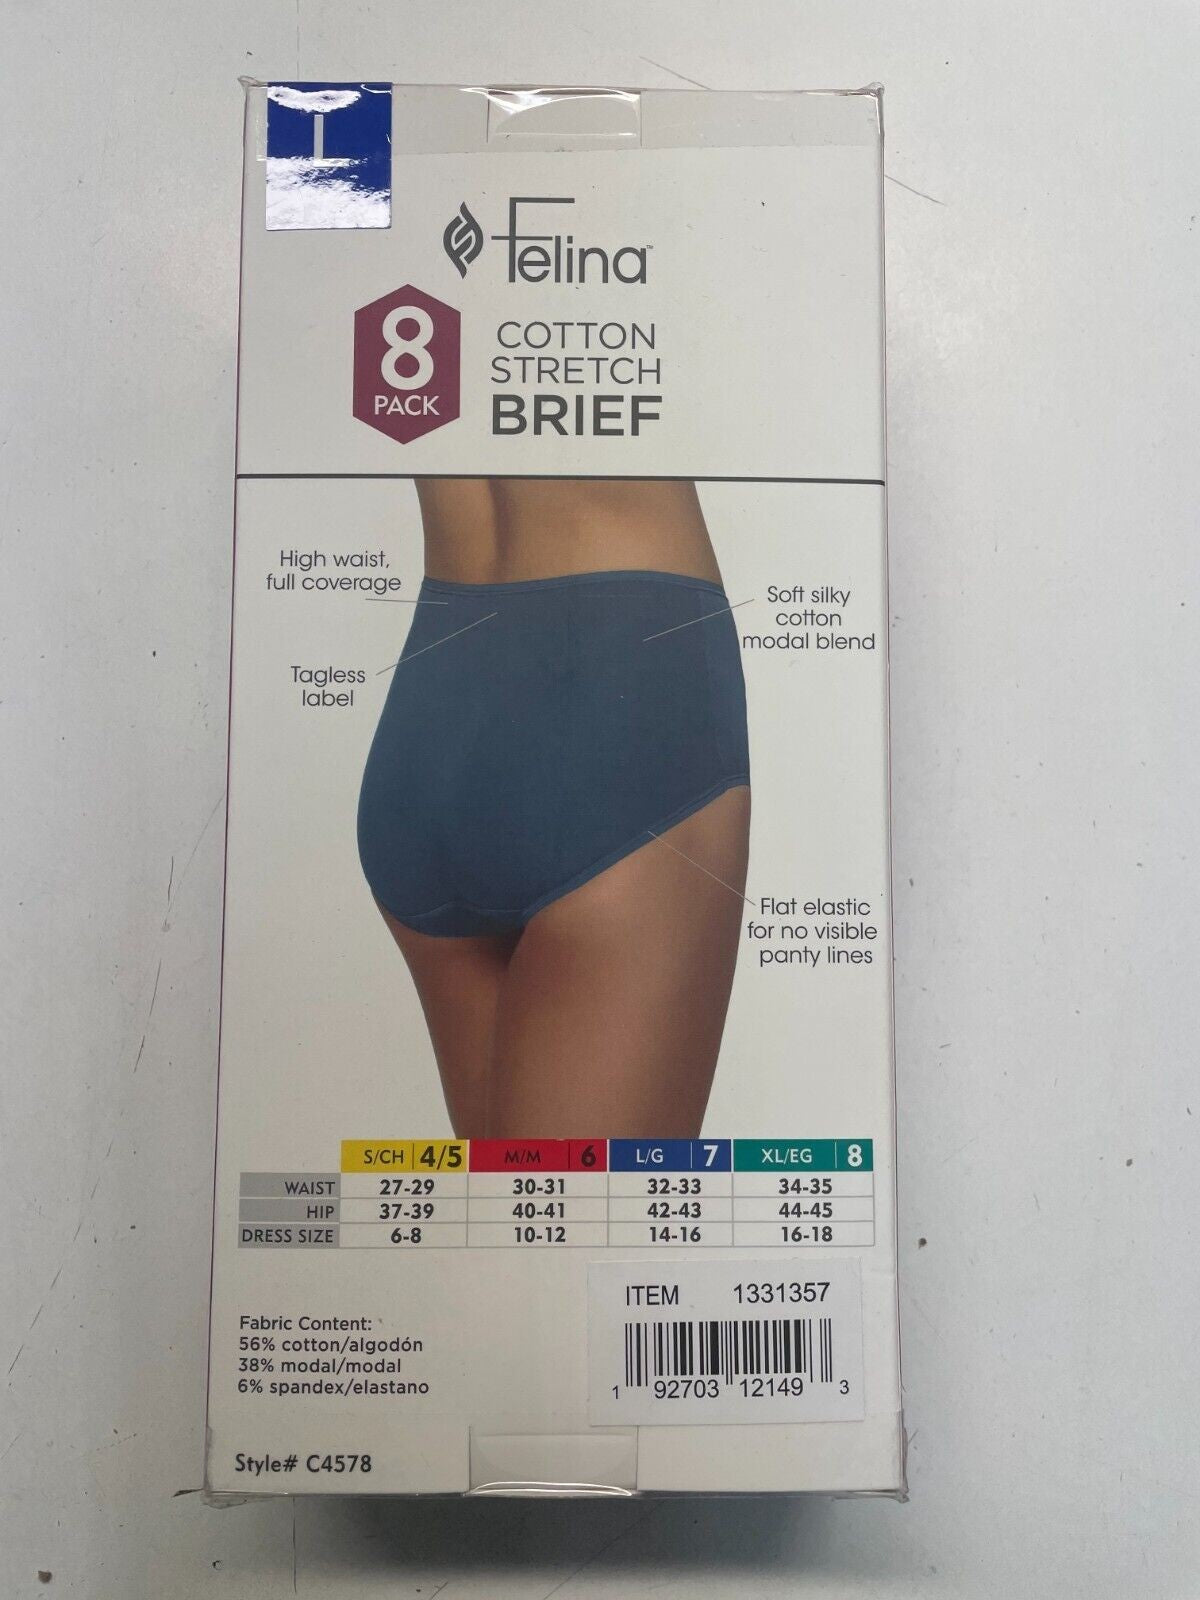 L
Felina™
8
PACK
COTTON
STRETCH
BRIEF
High waist,
full coverage
Tagless
label
Soft silky
cotton
modal blend
Flat elastic
for no visible
panty lines
S/CH 4/5 M/M 6 L/G 7 XL/EG 8
WAIST 27-29 30-31 32-33 34-35
HIP 37-39 40-41 42-43 44-45
DRESS SIZE 6-8 10-12 14-16 16-18
Fabric Content:
56% cotton/algodón
38% modal/modal
6% spandex/elastano
ITEM 1331357
1 92703 12149 3
Style# C4578